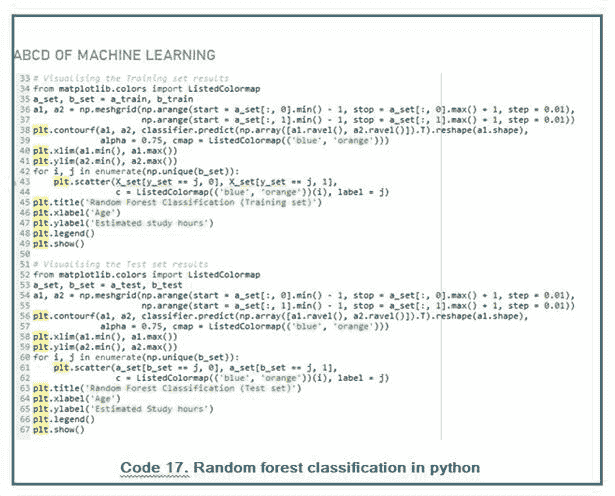 ABCD OF MACHINE LEARNING
33 # Visualising the Training set results
34 from matplotlib.colors import ListedColormap
35 a_set, b_set = a_train, b_train
36 a1, a2 = np.meshgrid(np.arange(start = a_set[:, 0].min() - 1, stop = a_set[:, 0].max() + 1, step = 0.01),
37 np.arange(start = a_set[:, 1].min() - 1, stop = a_set[:, 1].max() + 1, step = 0.01))
38 plt.contourf(a1, a2, classifier.predict(np.array([a1.ravel(), a2.ravel()]).T).reshape(a1.shape),
39 alpha = 0.75, cmap = ListedColormap(('blue', 'orange')))
40 plt.xlim(a1.min(), a1.max())
41 plt.ylim(a2.min(), a2.max())
42 for i, j in enumerate(np.unique(b_set)):
43 plt.scatter(X_set[y_set == j, 0], X_set[y_set == j, 1],
44 c = ListedColormap(('blue', 'orange'))(i), label = j)
45 plt.title('Random Forest Classification (Training set)')
46 plt.xlabel('Age')
47 plt.ylabel('Estimated study hours')
48 plt.legend()
49 plt.show()
50
51 # Visualising the Test set results
52 from matplotlib.colors import ListedColormap
53 a_set, b_set = a_test, b_test
54 a1, a2 = np.meshgrid(np.arange(start = a_set[:, 0].min() - 1, stop = a_set[:, 0].max() + 1, step = 0.01),
55 np.arange(start = a_set[:, 1].min() - 1, stop = a_set[:, 1].max() + 1, step = 0.01))
56 plt.contourf(a1, a2, classifier.predict(np.array([a1.ravel(), a2.ravel()]).T).reshape(a1.shape),
57 alpha = 0.75, cmap = ListedColormap(('blue', 'orange')))
58 plt.xlim(a1.min(), a1.max())
59 plt.ylim(a2.min(), a2.max())
60 for i, j in enumerate(np.unique(b_set)):
61 plt.scatter(a_set[b_set == j, 0], a_set[b_set == j, 1],
62 c = ListedColormap(('blue', 'orange'))(i), label = j)
63 plt.title('Random Forest Classification (Test set)')
64 plt.xlabel('Age')
65 plt.ylabel('Estimated Study hours')
66 plt.legend()
67 plt.show()
Code 17. Random forest classification in python